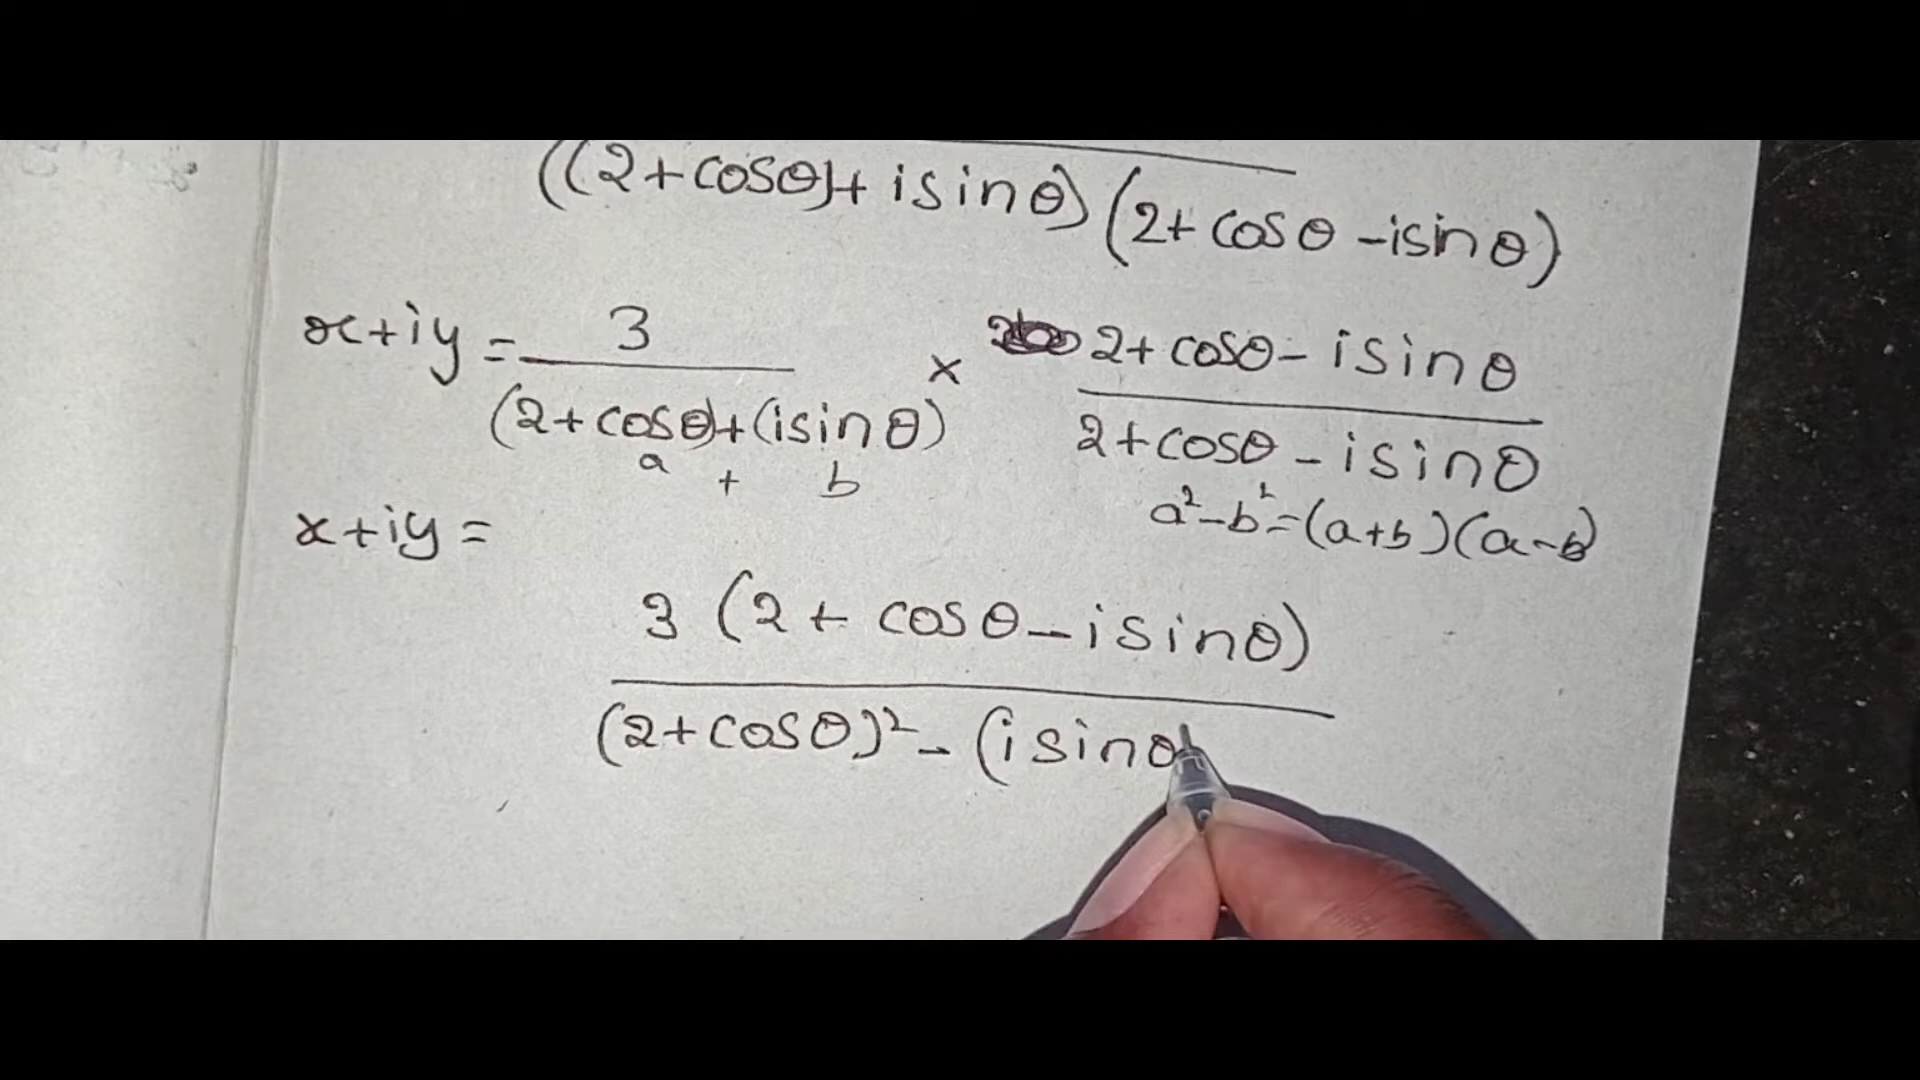 ((2+cosθ)+ isinθ)(2+cosθ -isinθ)
x+iy = 3 / (2+cosθ)+(isinθ) × 2+cosθ- isinθ / 2+cosθ - isinθ
a + b
a²-b²=(a+b)(a-b)
x+iy =
3 (2+ cosθ-isinθ)
(2+cosθ)² - (isinθ